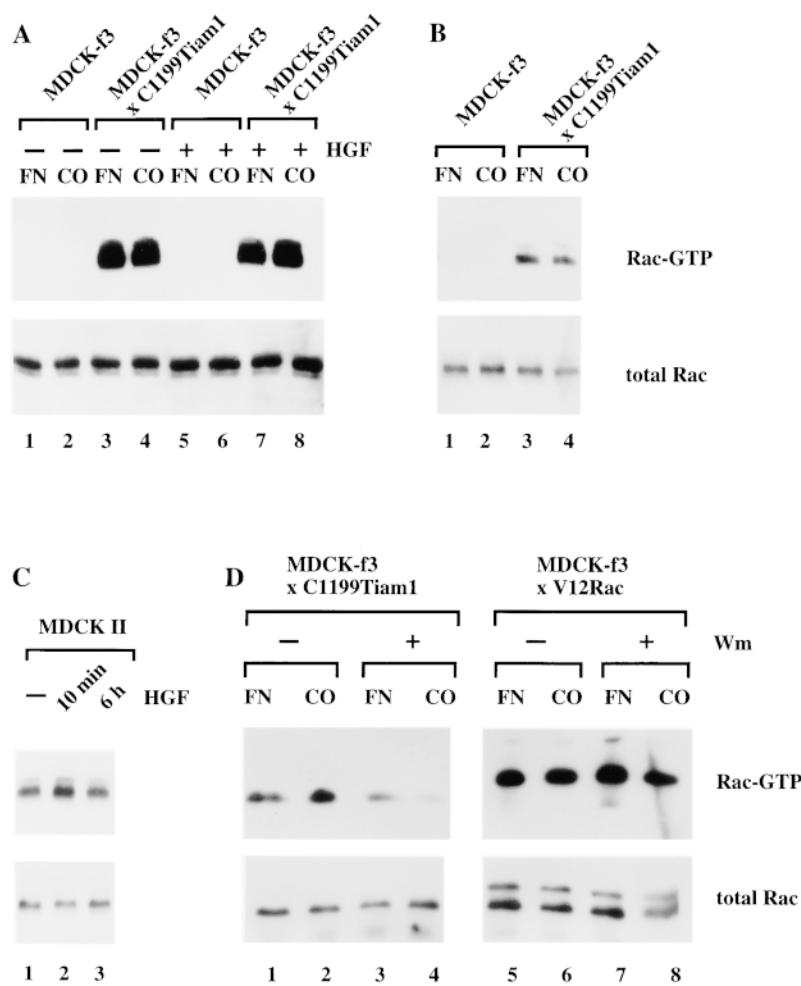 A
MDCK-f3
MDCK-f3
x C1199Tiam1
MDCK-f3
MDCK-f3
x C1199Tiam1
− − − − + + + + HGF
FN CO FN CO FN CO FN CO
1 2 3 4 5 6 7 8
B
MDCK-f3
MDCK-f3
x C1199Tiam1
FN CO FN CO
Rac-GTP
total Rac
1 2 3 4
C
MDCK II
− 10 min 6 h HGF
1 2 3
D
MDCK-f3
x C1199Tiam1
MDCK-f3
x V12Rac
− + − + Wm
FN CO FN CO FN CO FN CO
Rac-GTP
total Rac
1 2 3 4 5 6 7 8